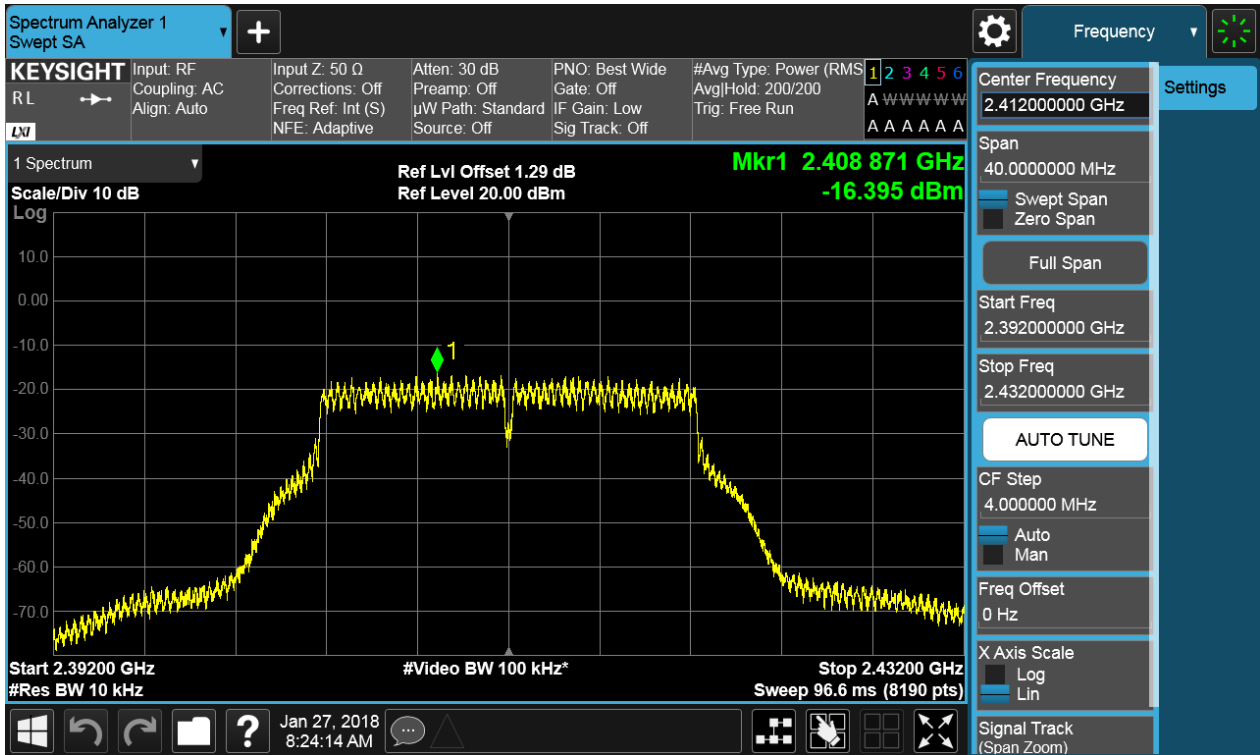 Spectrum Analyzer 1
Swept SA
+
Frequency
KEYSIGHT
R L
LXI
Input: RF
Coupling: AC
Align: Auto
Input Z: 50 Ω
Corrections: Off
Freq Ref: Int (S)
NFE: Adaptive
Atten: 30 dB
Preamp: Off
µW Path: Standard
Source: Off
PNO: Best Wide
Gate: Off
IF Gain: Low
Sig Track: Off
#Avg Type: Power (RMS
Avg|Hold: 200/200
Trig: Free Run
1 2 3 4 5 6
A W W W W W
A A A A A A
1 Spectrum
Scale/Div 10 dB
Log
Ref Lvl Offset 1.29 dB
Ref Level 20.00 dBm
Mkr1 2.408 871 GHz
-16.395 dBm
10.0
0.00
-10.0
-20.0
-30.0
-40.0
-50.0
-60.0
-70.0
1
Start 2.39200 GHz
#Res BW 10 kHz
#Video BW 100 kHz*
Stop 2.43200 GHz
Sweep 96.6 ms (8190 pts)
Center Frequency
2.412000000 GHz
Span
40.0000000 MHz
Swept Span
Zero Span
Full Span
Start Freq
2.392000000 GHz
Stop Freq
2.432000000 GHz
AUTO TUNE
CF Step
4.000000 MHz
Auto
Man
Freq Offset
0 Hz
X Axis Scale
Log
Lin
Signal Track
(Span Zoom)
Settings
?
Jan 27, 2018
8:24:14 AM